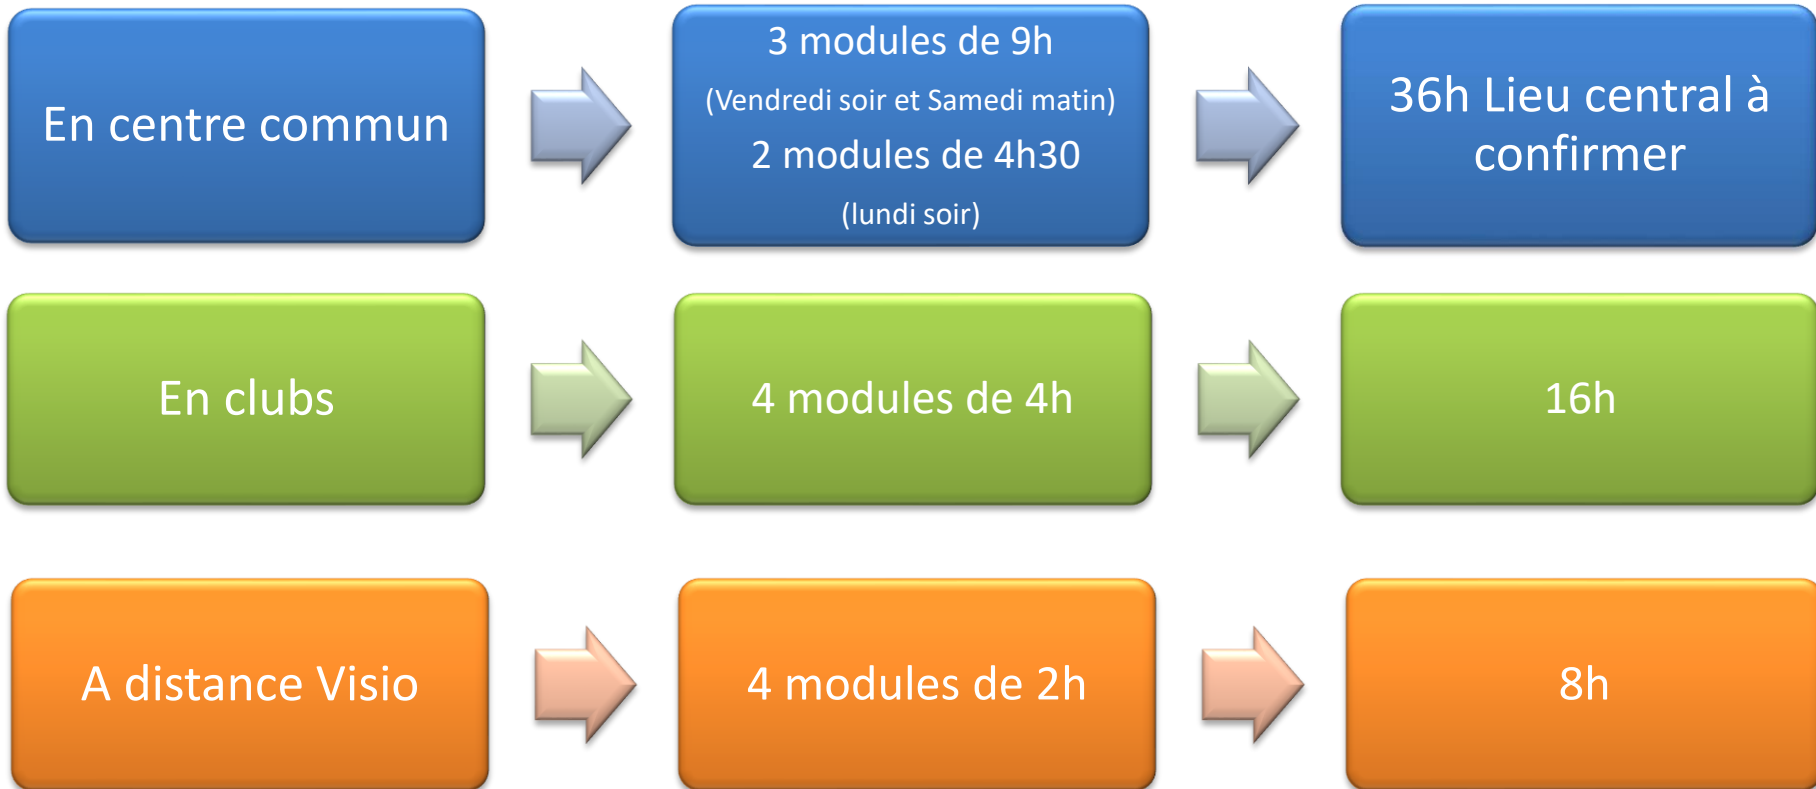 En centre commun
3 modules de 9h
(Vendredi soir et Samedi matin)
2 modules de 4h30
(lundi soir)
36h Lieu central à
confirmer
En clubs
4 modules de 4h
16h
A distance Visio
4 modules de 2h
8h